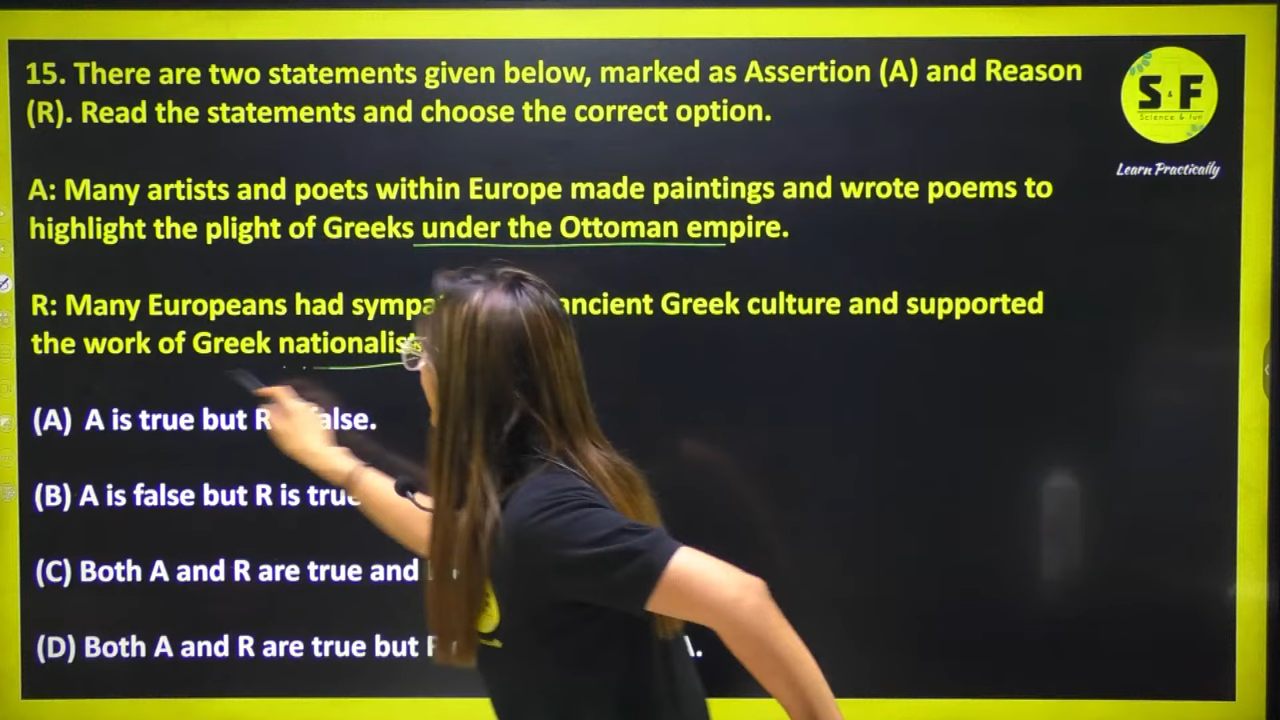 15. There are two statements given below, marked as Assertion (A) and Reason
(R). Read the statements and choose the correct option.
S & F
Science & fun
Learn Practically
A: Many artists and poets within Europe made paintings and wrote poems to
highlight the plight of Greeks under the Ottoman empire.
R: Many Europeans had ancient Greek culture and supported
the work of Greek
(A) A is true but R
(B) A is false but R is true
(C) Both A and R are true and
(D) Both A and R are true but